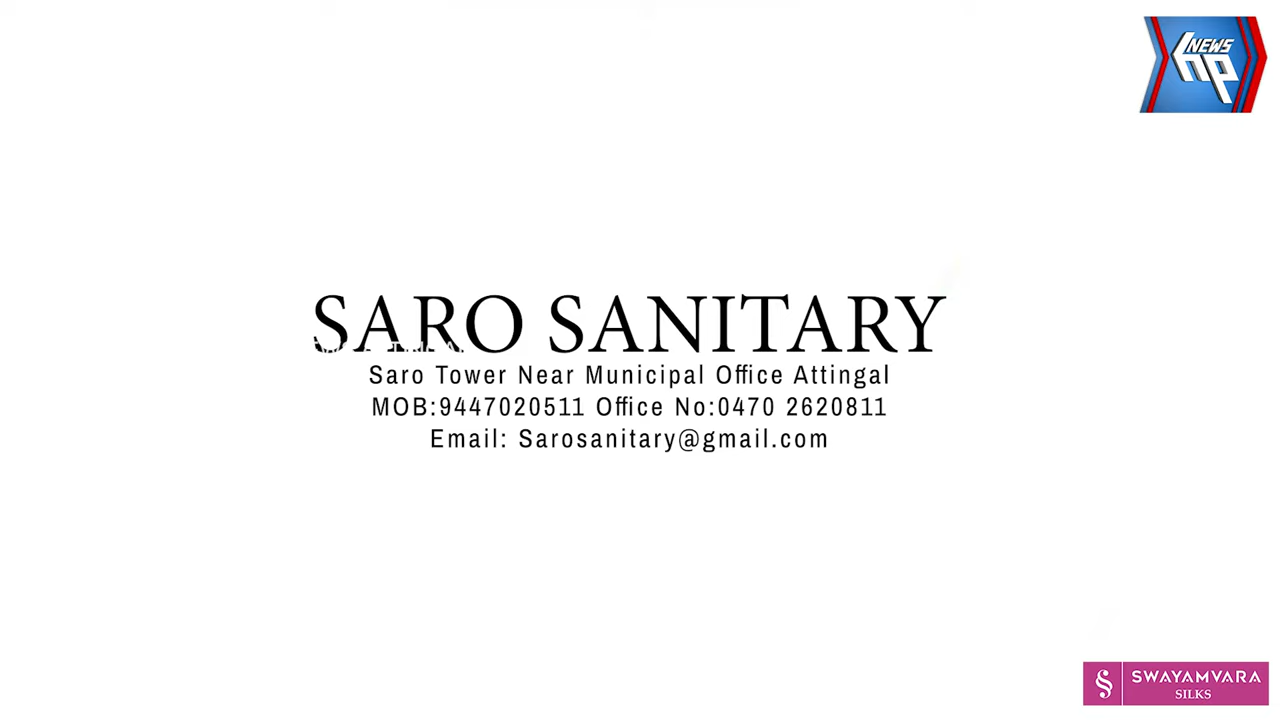 NEWS
SARO SANITARY
Saro Tower Near Municipal Office Attingal
MOB:9447020511 Office No:0470 2620811
Email: Sarosanitary@gmail.com
SWAYAMVARA
SILKS